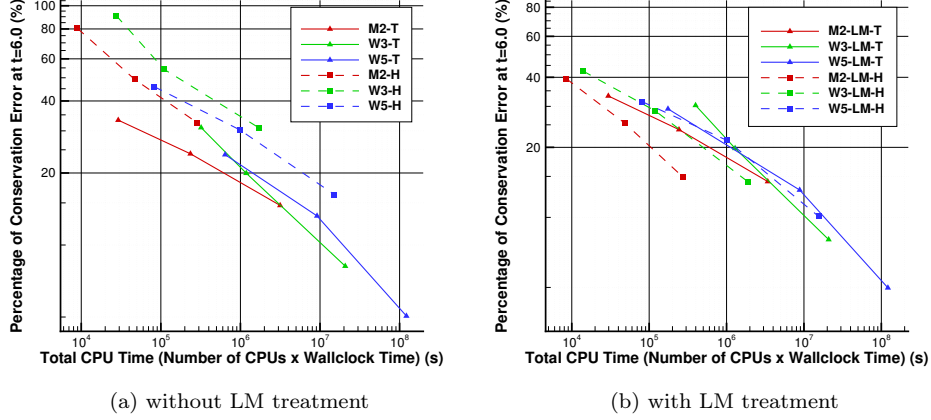 Percentage of Conservation Error at t=6.0 (%)
100
80
60
40
20
M2-T
W3-T
W5-T
M2-H
W3-H
W5-H
10^4
10^5
10^6
10^7
10^8
Total CPU Time (Number of CPUs x Wallclock Time) (s)
(a) without LM treatment
Percentage of Conservation Error at t=6.0 (%)
80
60
40
20
M2-LM-T
W3-LM-T
W5-LM-T
M2-LM-H
W3-LM-H
W5-LM-H
10^4
10^5
10^6
10^7
10^8
Total CPU Time (Number of CPUs x Wallclock Time) (s)
(b) with LM treatment